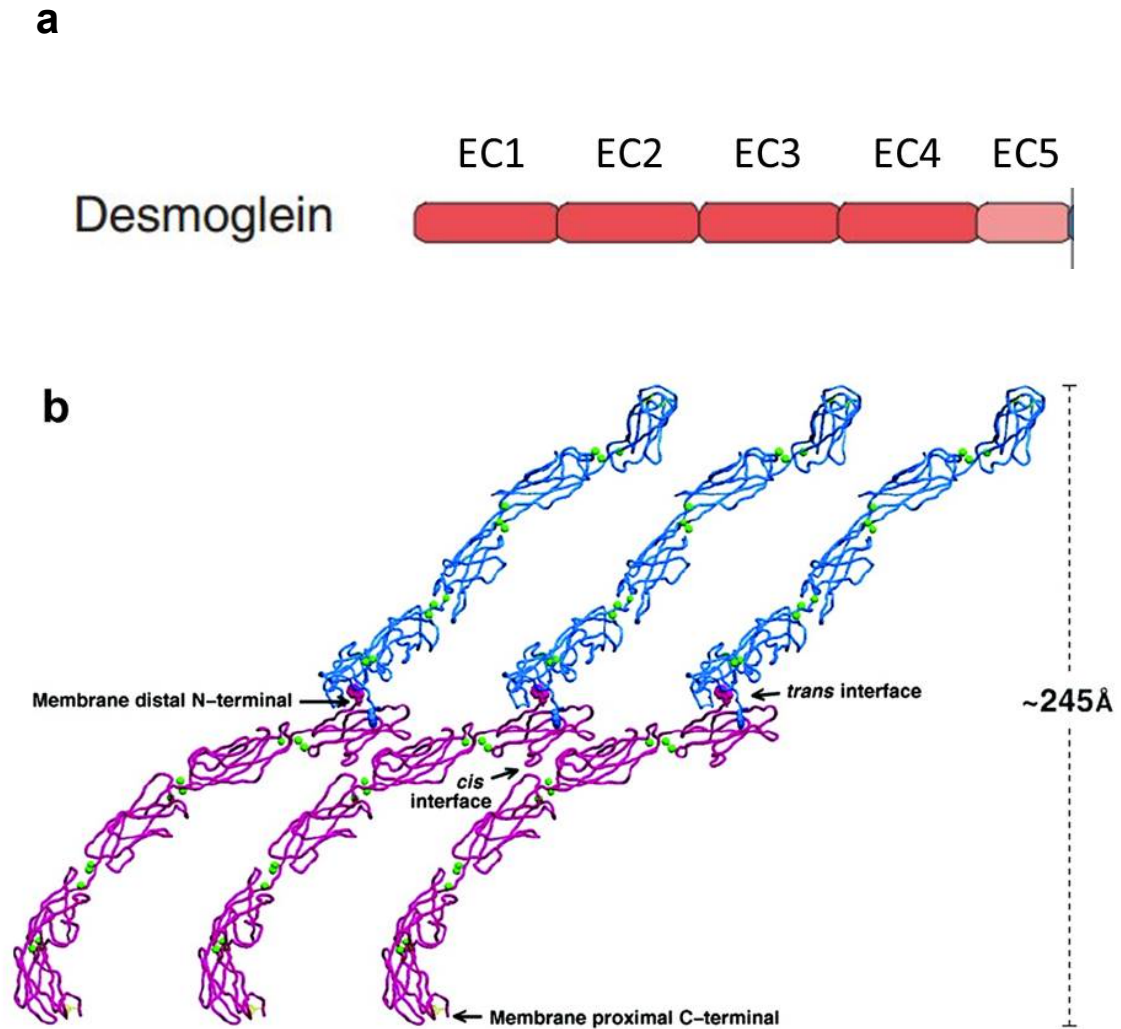 a
EC1 EC2 EC3 EC4 EC5
Desmoglein
b
Membrane distal N–terminal
trans interface
~245Å
cis
interface
Membrane proximal C–terminal